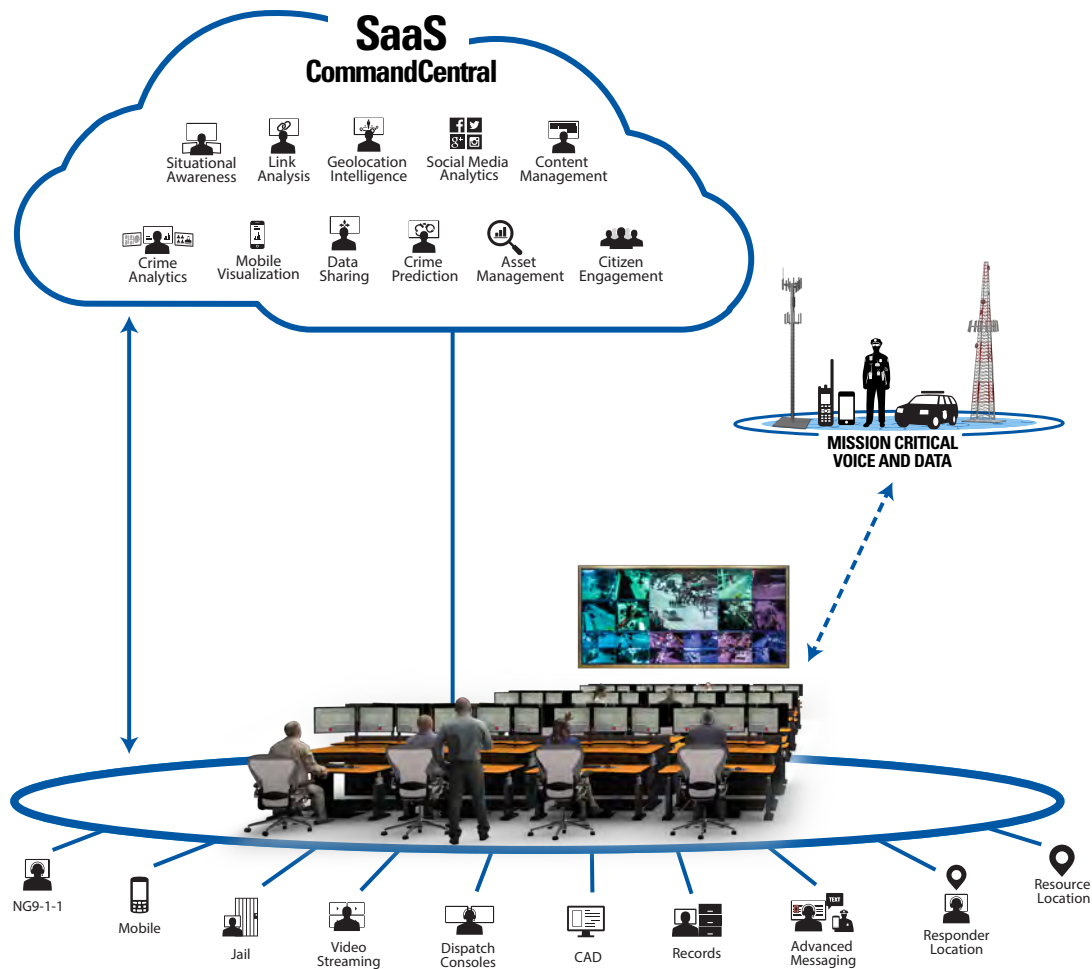 SaaS
CommandCentral
Situational
Awareness
Link
Analysis
Geolocation
Intelligence
Social Media
Analytics
Content
Management
Crime
Analytics
Mobile
Visualization
Data
Sharing
Crime
Prediction
Asset
Management
Citizen
Engagement
MISSION CRITICAL
VOICE AND DATA
NG9-1-1
Mobile
Jail
Video
Streaming
Dispatch
Consoles
CAD
Records
TEXT
Advanced
Messaging
Responder
Location
Resource
Location